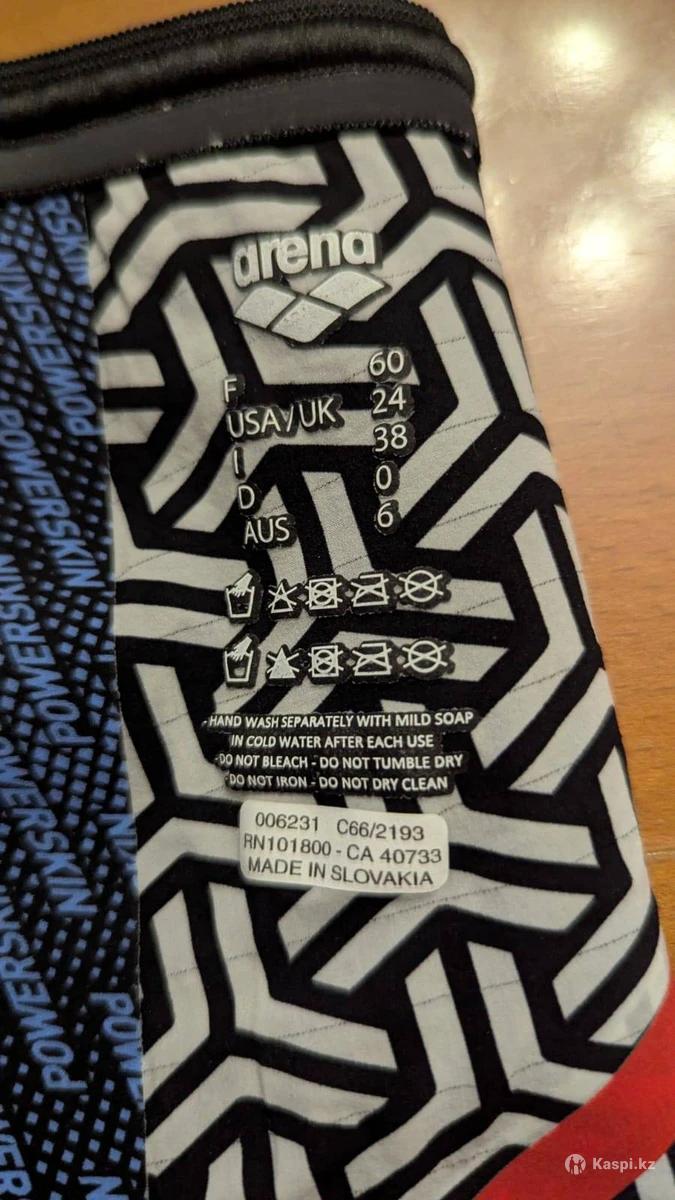 arena
F 60
USA/UK 24
I 38
D 0
AUS 6
- HAND WASH SEPARATELY WITH MILD SOAP
IN COLD WATER AFTER EACH USE
- DO NOT BLEACH - DO NOT TUMBLE DRY
- DO NOT IRON - DO NOT DRY CLEAN
006231 C66/2193
RN101800 - CA 40733
MADE IN SLOVAKIA
POWERSKIN
POWERSKIN
POWERSKIN
POWERSKIN
POWERSKIN
Kaspi.kz